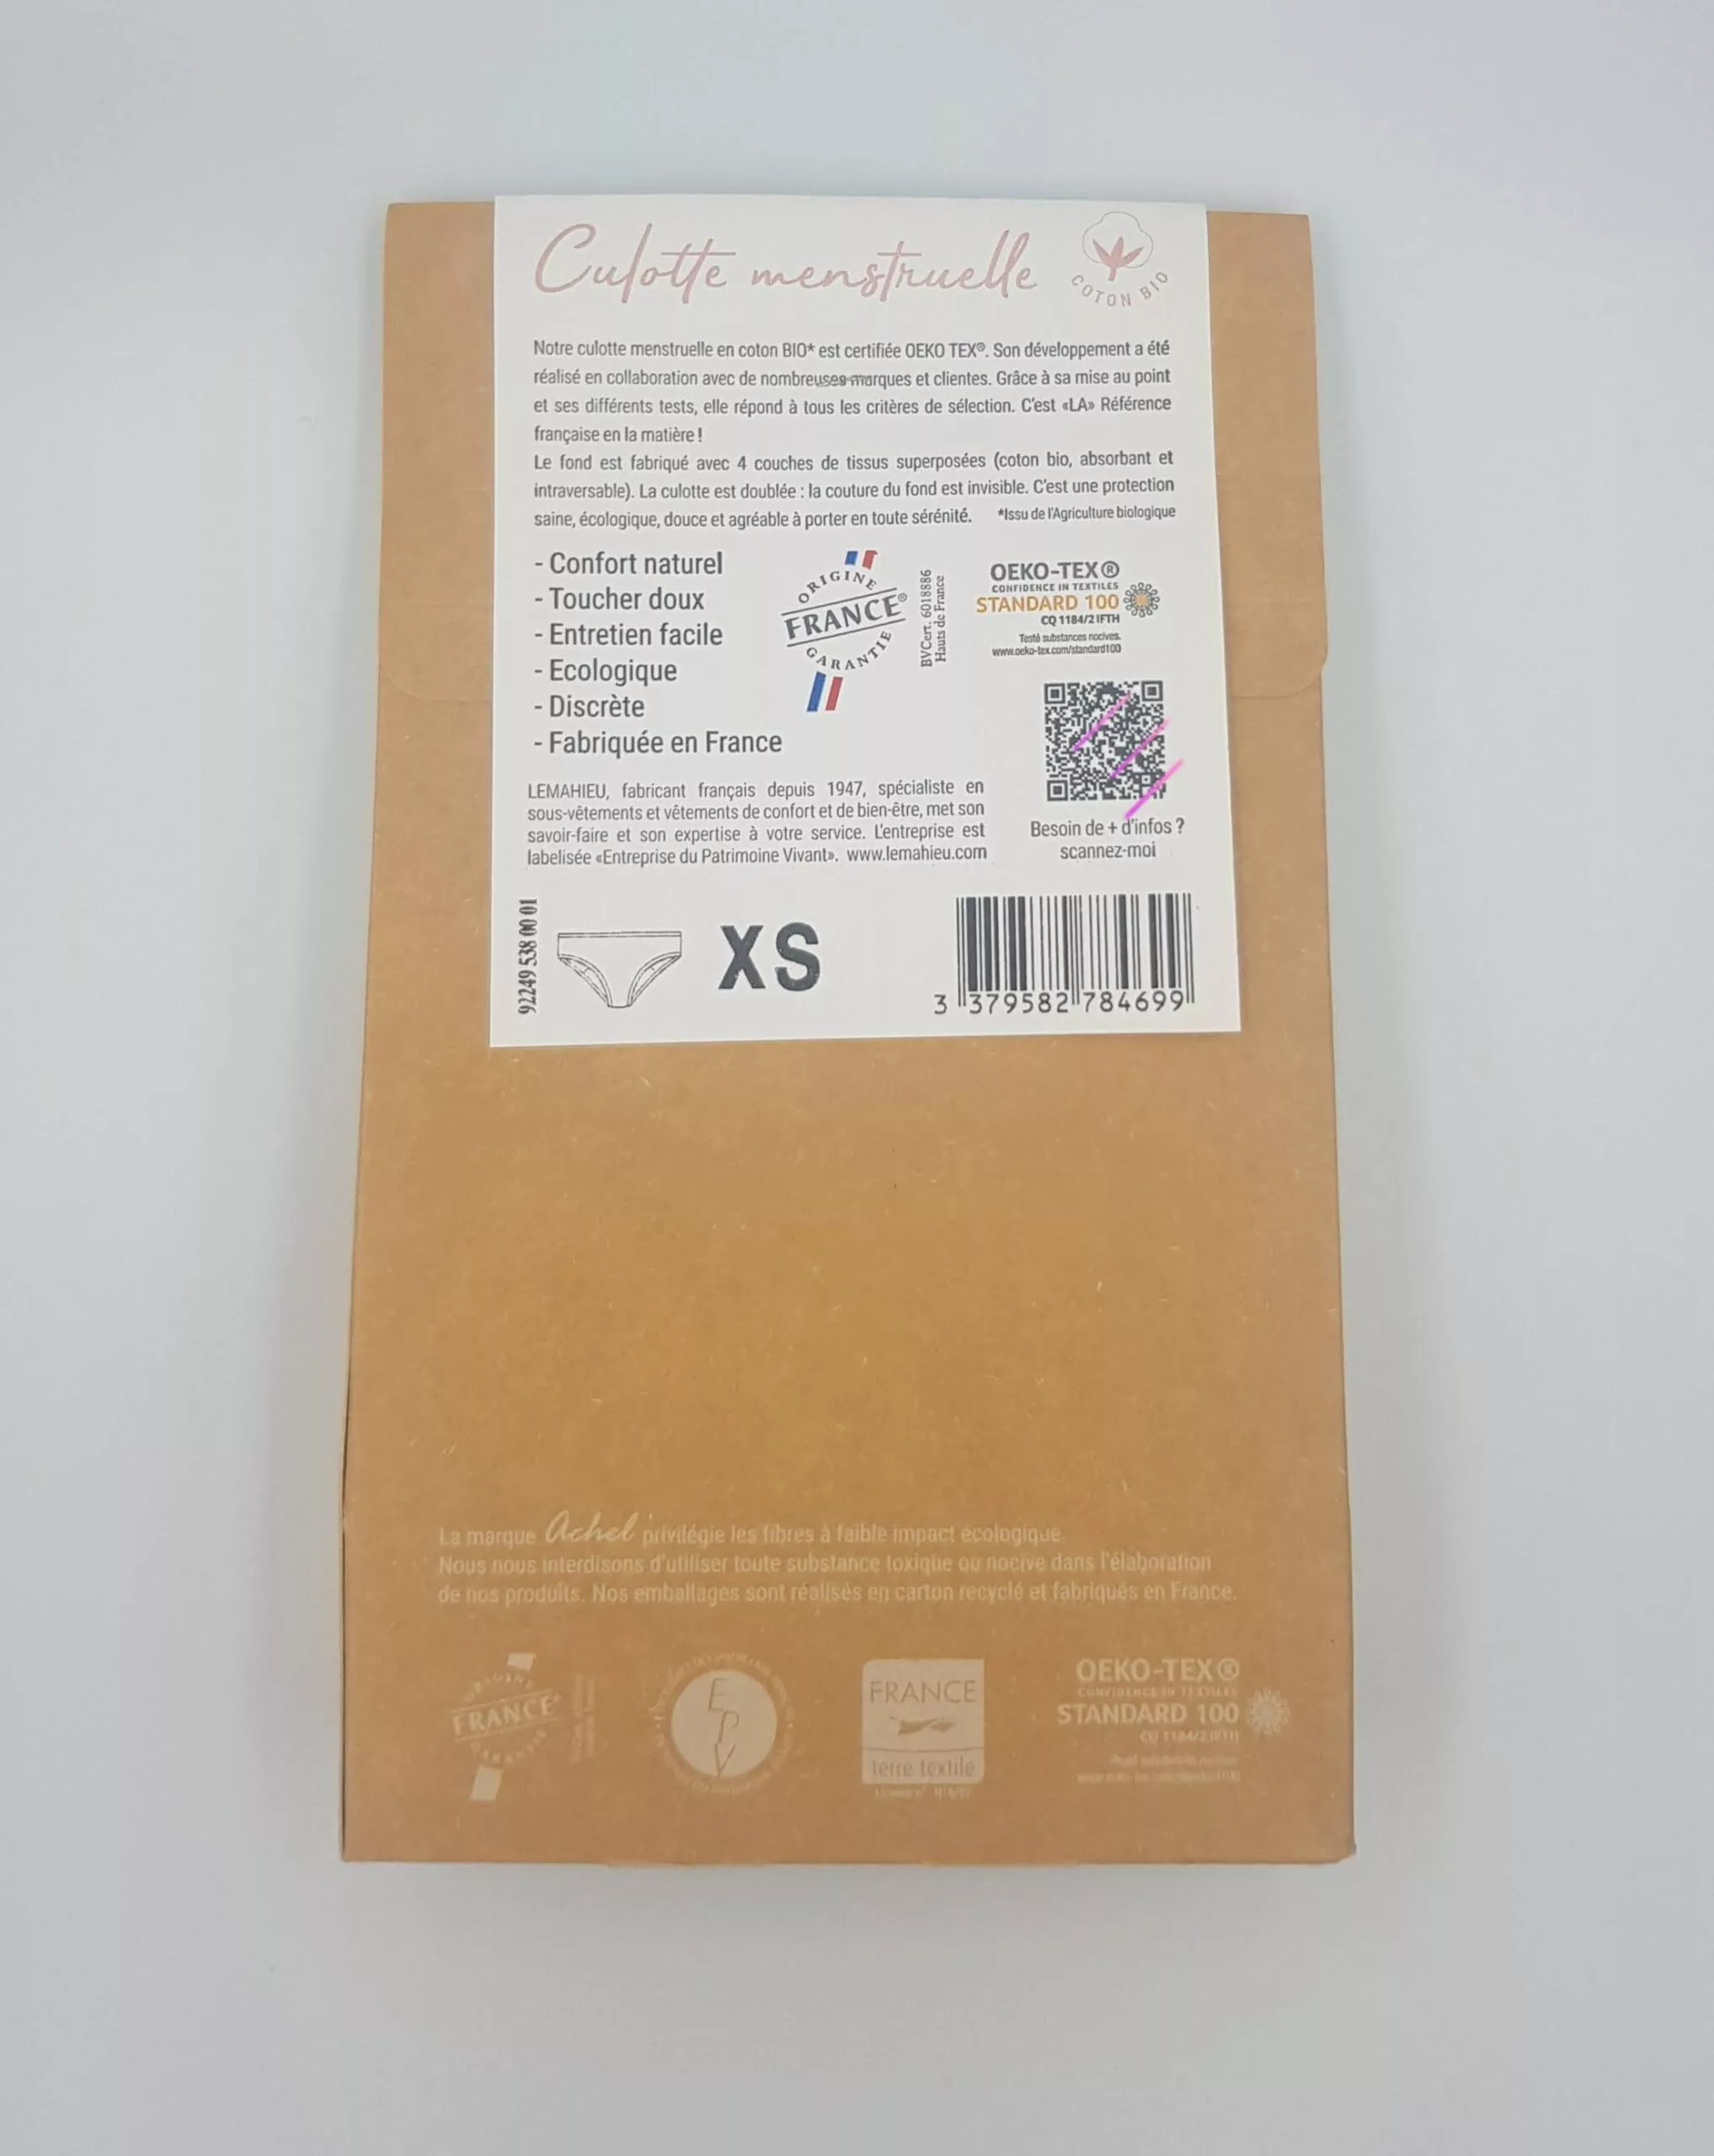 Culotte menstruelle
COTON BIO
Notre culotte menstruelle en coton BIO* est certifiée OEKO TEX®. Son développement a été
réalisé en collaboration avec de nombreuses marques et clientes. Grâce à sa mise au point
et ses différents tests, elle répond à tous les critères de sélection. C'est «LA» Référence
française en la matière !
Le fond est fabriqué avec 4 couches de tissus superposées (coton bio, absorbant et
intraversable). La culotte est doublée : la couture du fond est invisible. C'est une protection
saine, écologique, douce et agréable à porter en toute sérénité. *Issu de l'Agriculture biologique
- Confort naturel
- Toucher doux
- Entretien facile
- Ecologique
- Discrète
- Fabriquée en France
ORIGINE
FRANCE®
GARANTIE
BVCert. 6018886
Hauts de France
OEKO-TEX®
CONFIDENCE IN TEXTILES
STANDARD 100
CQ 1184/2 IFTH
Testé substances nocives.
www.oeko-tex.com/standard100
Besoin de + d'infos ?
scannez-moi
LEMAHIEU, fabricant français depuis 1947, spécialiste en
sous-vêtements et vêtements de confort et de bien-être, met son
savoir-faire et son expertise à votre service. L'entreprise est
labelisée «Entreprise du Patrimoine Vivant». www.lemahieu.com
92249 538 00 01
XS
3 379582 784699
La marque Achel privilégie les fibres à faible impact écologique.
Nous nous interdisons d'utiliser toute substance toxique ou nocive dans l'élaboration
de nos produits. Nos emballages sont réalisés en carton recyclé et fabriqués en France.
ORIGINE
FRANCE®
GARANTIE
EPV
FRANCE
terre textile
OEKO-TEX®
CONFIDENCE IN TEXTILES
STANDARD 100
CQ 1184/2 IFTH